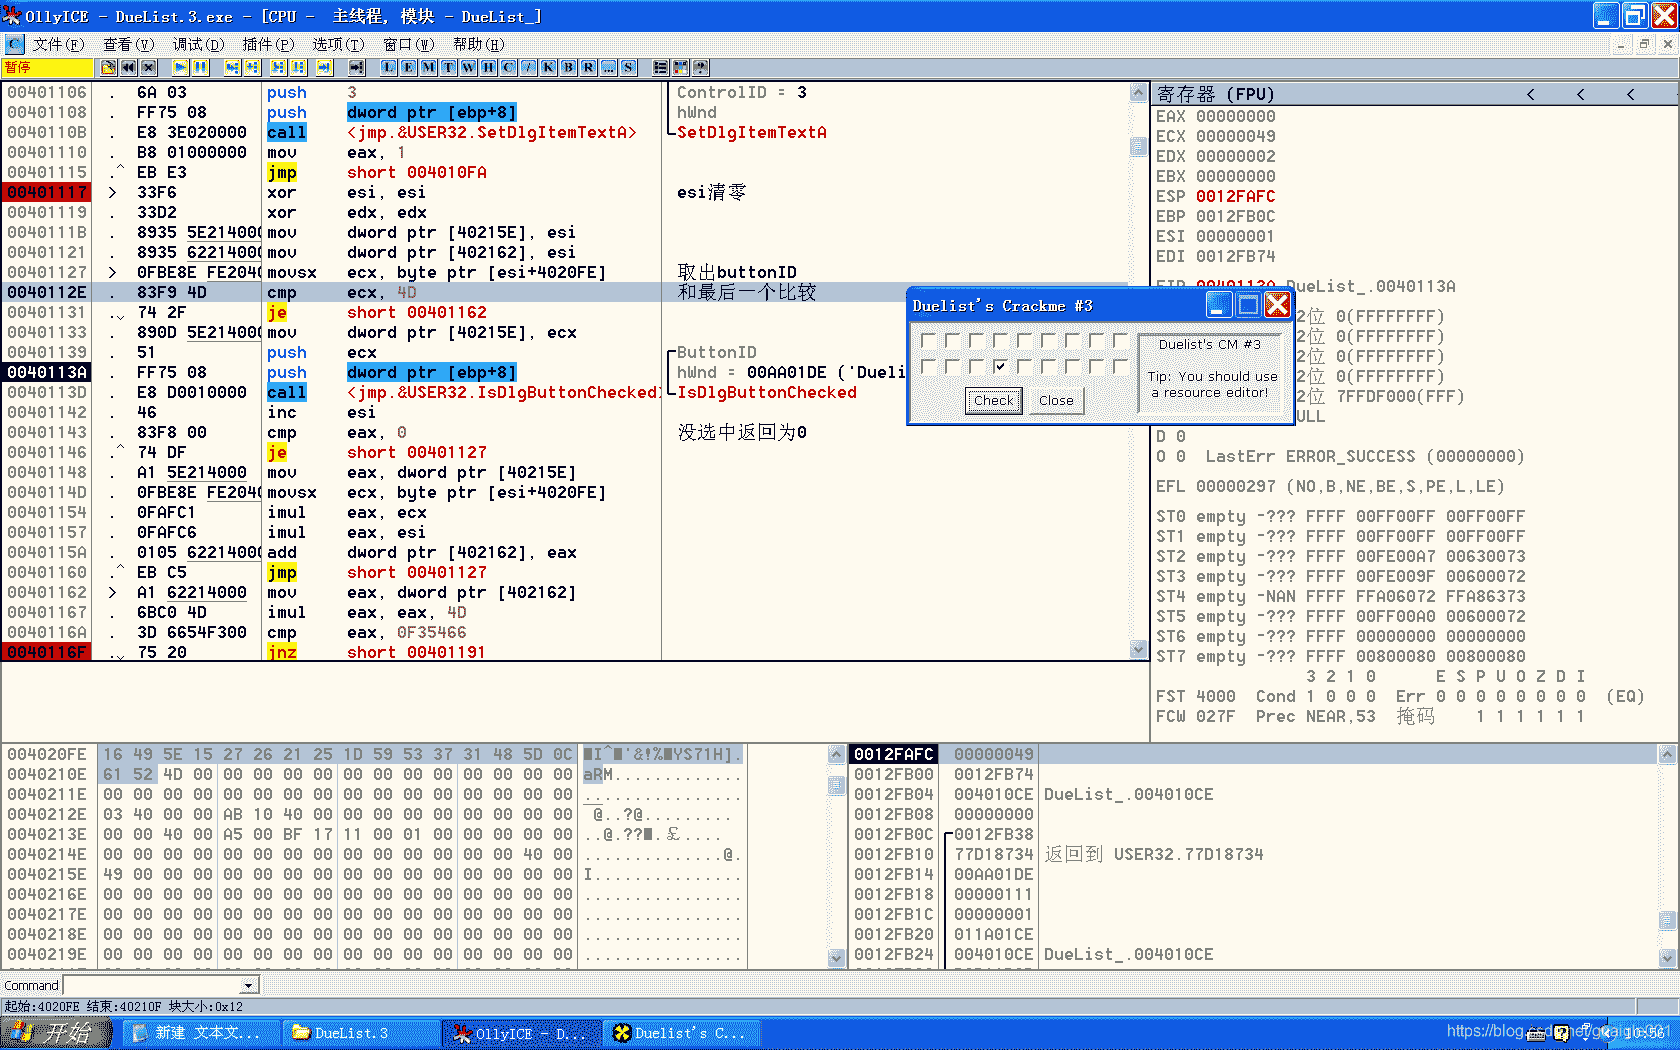 OllyICE - DueList.3.exe - [CPU - 主线程, 模块 - DueList_]
文件(F) 查看(V) 调试(D) 插件(P) 选项(T) 窗口(W) 帮助(H)
暂停 L E M T W H C / K B R ... S ?
00401106 . 6A 03 push 3 ControlID = 3
00401108 . FF75 08 push dword ptr [ebp+8] hWnd
0040110B . E8 3E020000 call <jmp.&USER32.SetDlgItemTextA> SetDlgItemTextA
00401110 . B8 01000000 mov eax, 1
00401115 .^ EB E3 jmp short 004010FA
00401117 > 33F6 xor esi, esi esi清零
00401119 . 33D2 xor edx, edx
0040111B . 8935 5E214000 mov dword ptr [40215E], esi
00401121 . 8935 62214000 mov dword ptr [402162], esi
00401127 > 0FBE8E FE2040 movsx ecx, byte ptr [esi+4020FE] 取出buttonID
0040112E . 83F9 4D cmp ecx, 4D 和最后一个比较
00401131 .⌄ 74 2F je short 00401162
00401133 . 890D 5E214000 mov dword ptr [40215E], ecx
00401139 . 51 push ecx ButtonID
0040113A . FF75 08 push dword ptr [ebp+8] hWnd = 00AA01DE ('Dueli
0040113D . E8 D0010000 call <jmp.&USER32.IsDlgButtonChecked> IsDlgButtonChecked
00401142 . 46 inc esi
00401143 . 83F8 00 cmp eax, 0 没选中返回为0
00401146 .^ 74 DF je short 00401127
00401148 . A1 5E214000 mov eax, dword ptr [40215E]
0040114D . 0FBE8E FE2040 movsx ecx, byte ptr [esi+4020FE]
00401154 . 0FAFC1 imul eax, ecx
00401157 . 0FAFC6 imul eax, esi
0040115A . 0105 62214000 add dword ptr [402162], eax
00401160 .^ EB C5 jmp short 00401127
00401162 > A1 62214000 mov eax, dword ptr [402162]
00401167 . 6BC0 4D imul eax, eax, 4D
0040116A . 3D 6654F300 cmp eax, 0F35466
0040116F .⌄ 75 20 jnz short 00401191
寄存器 (FPU) < < <
EAX 00000000
ECX 00000049
EDX 00000002
EBX 00000000
ESP 0012FAFC
EBP 0012FB0C
ESI 00000001
EDI 0012FB74
EIP 0040113A DueList_.0040113A
2位 0(FFFFFFFF)
2位 0(FFFFFFFF)
2位 0(FFFFFFFF)
2位 0(FFFFFFFF)
2位 7FFDF000(FFF)
ULL
D 0
O 0 LastErr ERROR_SUCCESS (00000000)
EFL 00000297 (NO,B,NE,BE,S,PE,L,LE)
ST0 empty -??? FFFF 00FF00FF 00FF00FF
ST1 empty -??? FFFF 00FF00FF 00FF00FF
ST2 empty -??? FFFF 00FE00A7 00630073
ST3 empty -??? FFFF 00FE009F 00600072
ST4 empty -NAN FFFF FFA06072 FFA86373
ST5 empty -??? FFFF 00FF00A0 00600072
ST6 empty -??? FFFF 00000000 00000000
ST7 empty -??? FFFF 00800080 00800080
3 2 1 0 E S P U O Z D I
FST 4000 Cond 1 0 0 0 Err 0 0 0 0 0 0 0 0 (EQ)
FCW 027F Prec NEAR,53 掩码 1 1 1 1 1 1
Duelist's Crackme #3
Duelist's CM #3
Tip: You should use
a resource editor!
Check Close
004020FE 16 49 5E 15 27 26 21 25 1D 59 53 37 31 48 5D 0C ■I^■'&!%■YS71H].
0040210E 61 52 4D 00 00 00 00 00 00 00 00 00 00 00 00 00 aRM.............
0040211E 00 00 00 00 00 00 00 00 00 00 00 00 00 00 00 00 ................
0040212E 03 40 00 00 AB 10 40 00 00 00 00 00 00 00 00 00 @..?@.........
0040213E 00 00 40 00 A5 00 BF 17 11 00 01 00 00 00 00 00 ..@.??■.£....
0040214E 00 00 00 00 00 00 00 00 00 00 00 00 00 00 40 00 ..............@.
0040215E 49 00 00 00 00 00 00 00 00 00 00 00 00 00 00 00 I...............
0040216E 00 00 00 00 00 00 00 00 00 00 00 00 00 00 00 00 ................
0040217E 00 00 00 00 00 00 00 00 00 00 00 00 00 00 00 00 ................
0040218E 00 00 00 00 00 00 00 00 00 00 00 00 00 00 00 00 ................
0040219E 00 00 00 00 00 00 00 00 00 00 00 00 00 00 00 00 ................
0012FAFC 00000049
0012FB00 0012FB74
0012FB04 004010CE DueList_.004010CE
0012FB08 00000000
0012FB0C 0012FB38
0012FB10 77D18734 返回到 USER32.77D18734
0012FB14 00AA01DE
0012FB18 00000111
0012FB1C 00000001
0012FB20 011A01CE
0012FB24 004010CE DueList_.004010CE
Command
起始:4020FE 结束:40210F 块大小:0x12
开始 新建 文本文... DueList.3 OllyICE - D... Duelist's C...